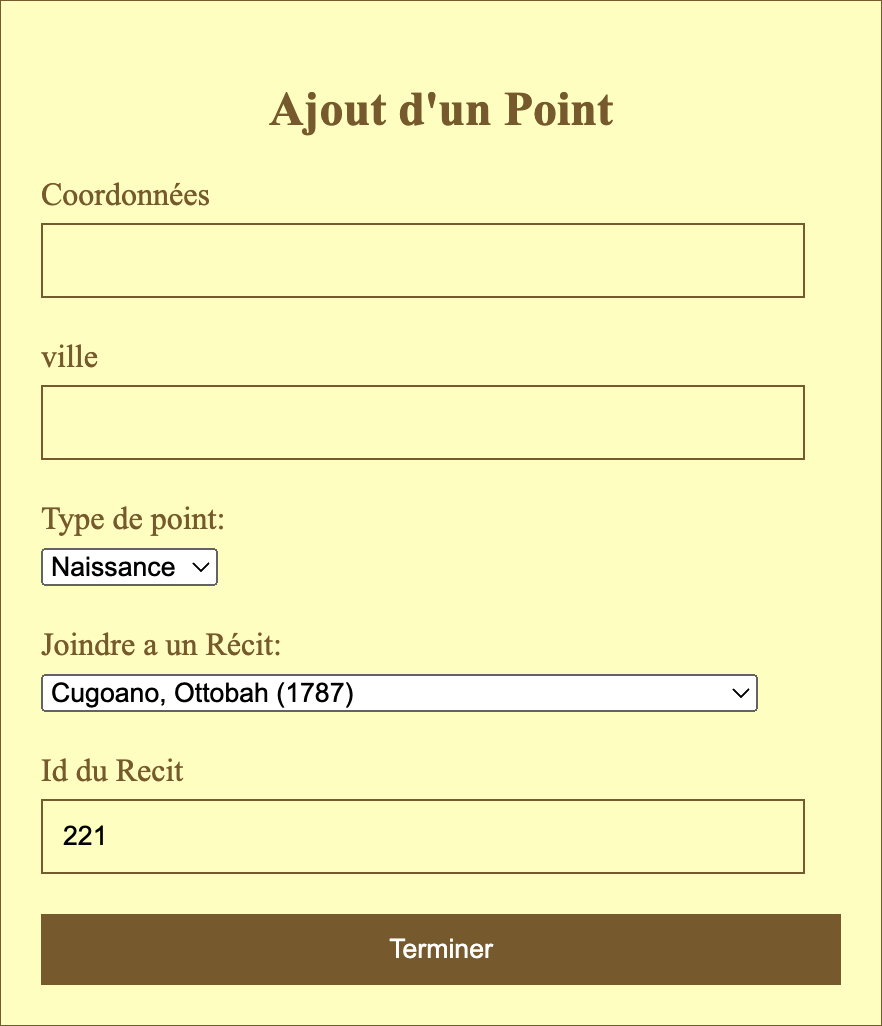 Ajout d'un Point
Coordonnées
ville
Type de point:
Naissance
Joindre a un Récit:
Cugoano, Ottobah (1787)
Id du Recit
221
Terminer